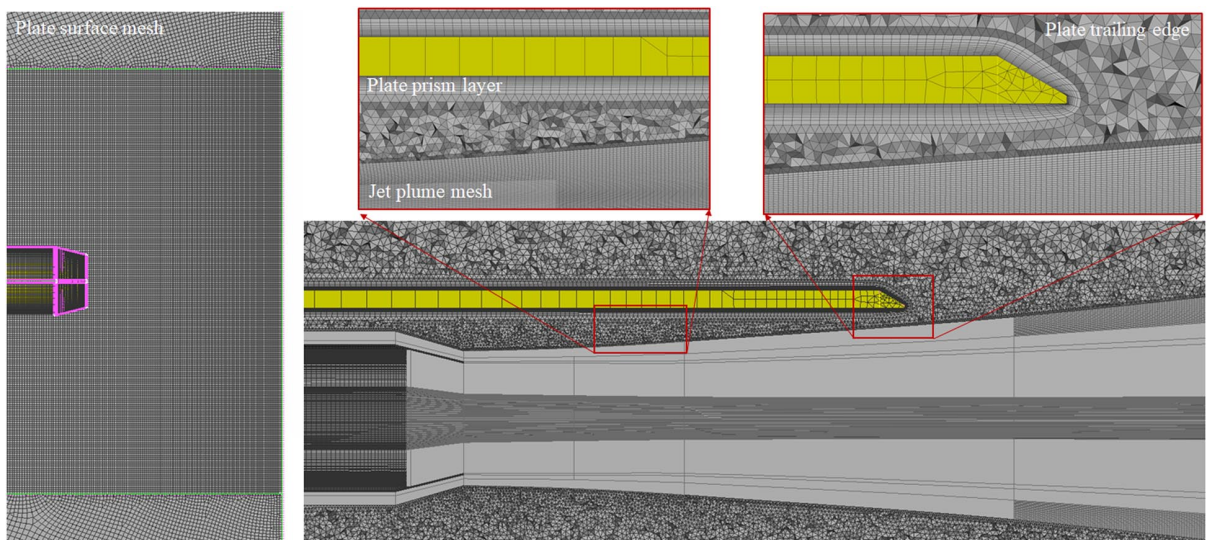 Plate surface mesh
Plate prism layer
Jet plume mesh
Plate trailing edge